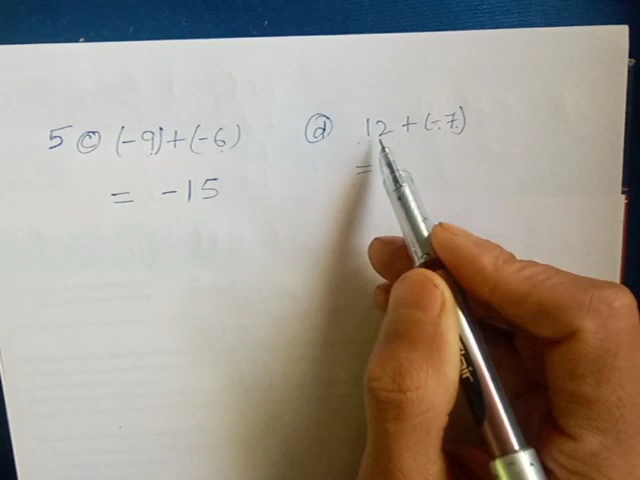 5 ⓒ (-9)+(-6)
= -15
ⓓ 12+(-7)
=